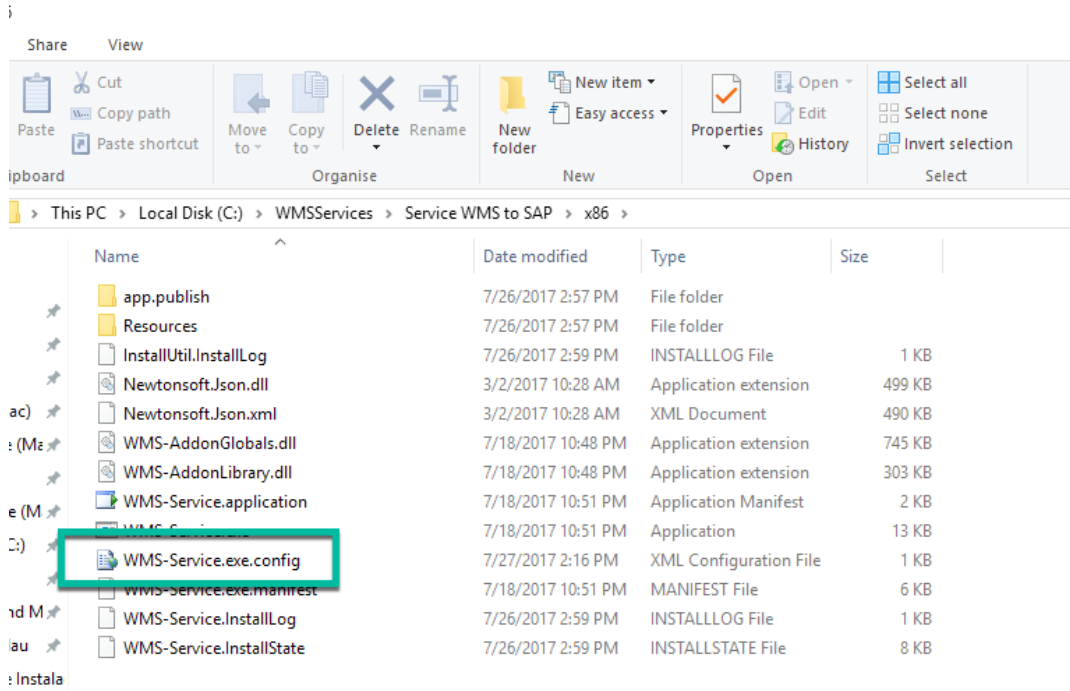 Share View
Cut
Copy path
Paste shortcut
Paste
Move to
Copy to
Delete
Rename
New folder
New item
Easy access
Properties
Open
Edit
History
Select all
Select none
Invert selection
Organise
New
Open
Select
This PC > Local Disk (C:) > WMSServices > Service WMS to SAP > x86 >
Name Date modified Type Size
app.publish 7/26/2017 2:57 PM File folder
Resources 7/26/2017 2:57 PM File folder
InstallUtil.InstallLog 7/26/2017 2:59 PM INSTALLLOG File 1 KB
Newtonsoft.Json.dll 3/2/2017 10:28 AM Application extension 499 KB
Newtonsoft.Json.xml 3/2/2017 10:28 AM XML Document 490 KB
WMS-AddonGlobals.dll 7/18/2017 10:48 PM Application extension 745 KB
WMS-AddonLibrary.dll 7/18/2017 10:48 PM Application extension 303 KB
WMS-Service.application 7/18/2017 10:51 PM Application Manifest 2 KB
7/18/2017 10:51 PM Application 13 KB
WMS-Service.exe.config 7/27/2017 2:16 PM XML Configuration File 1 KB
WMS-Service.exe.manifest 7/18/2017 10:51 PM MANIFEST File 6 KB
WMS-Service.InstallLog 7/26/2017 2:59 PM INSTALLLOG File 1 KB
WMS-Service.InstallState 7/26/2017 2:59 PM INSTALLSTATE File 8 KB